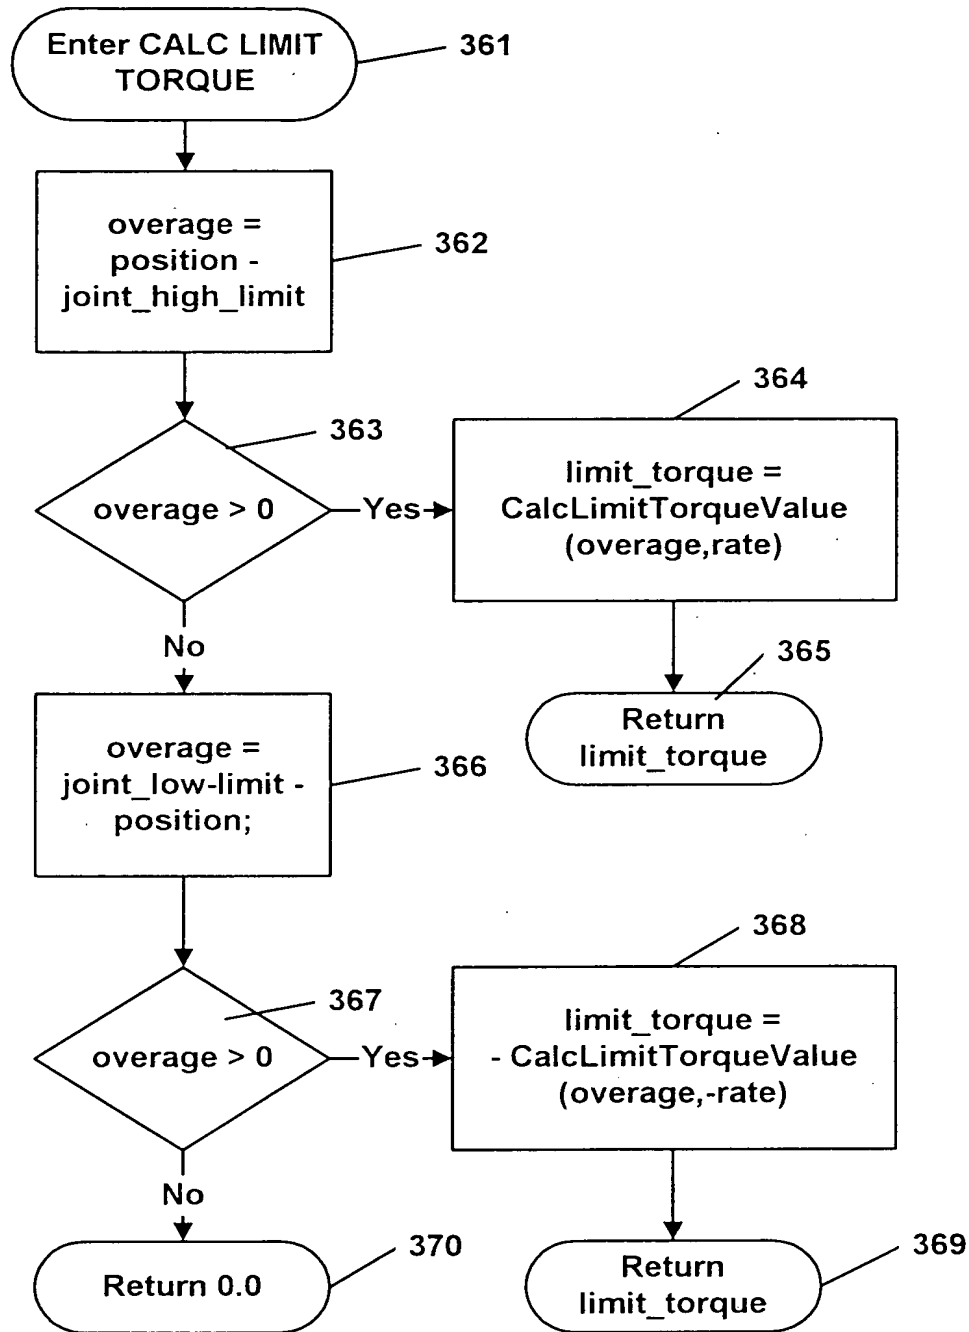 Enter CALC LIMIT
TORQUE
361
overage =
position -
joint_high_limit
362
363
overage > 0
Yes
364
limit_torque =
CalcLimitTorqueValue
(overage,rate)
365
Return
limit_torque
No
overage =
joint_low-limit -
position;
366
367
overage > 0
Yes
368
limit_torque =
- CalcLimitTorqueValue
(overage,-rate)
No
370
Return 0.0
369
Return
limit_torque